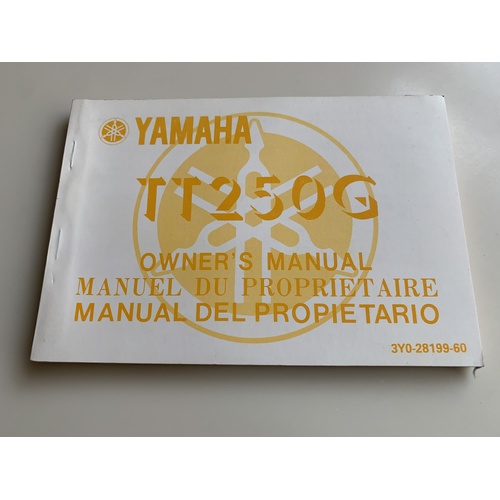 YAMAHA
TT250G
OWNER'S MANUAL
MANUEL DU PROPRIETAIRE
MANUAL DEL PROPIETARIO
3Y0-28199-60